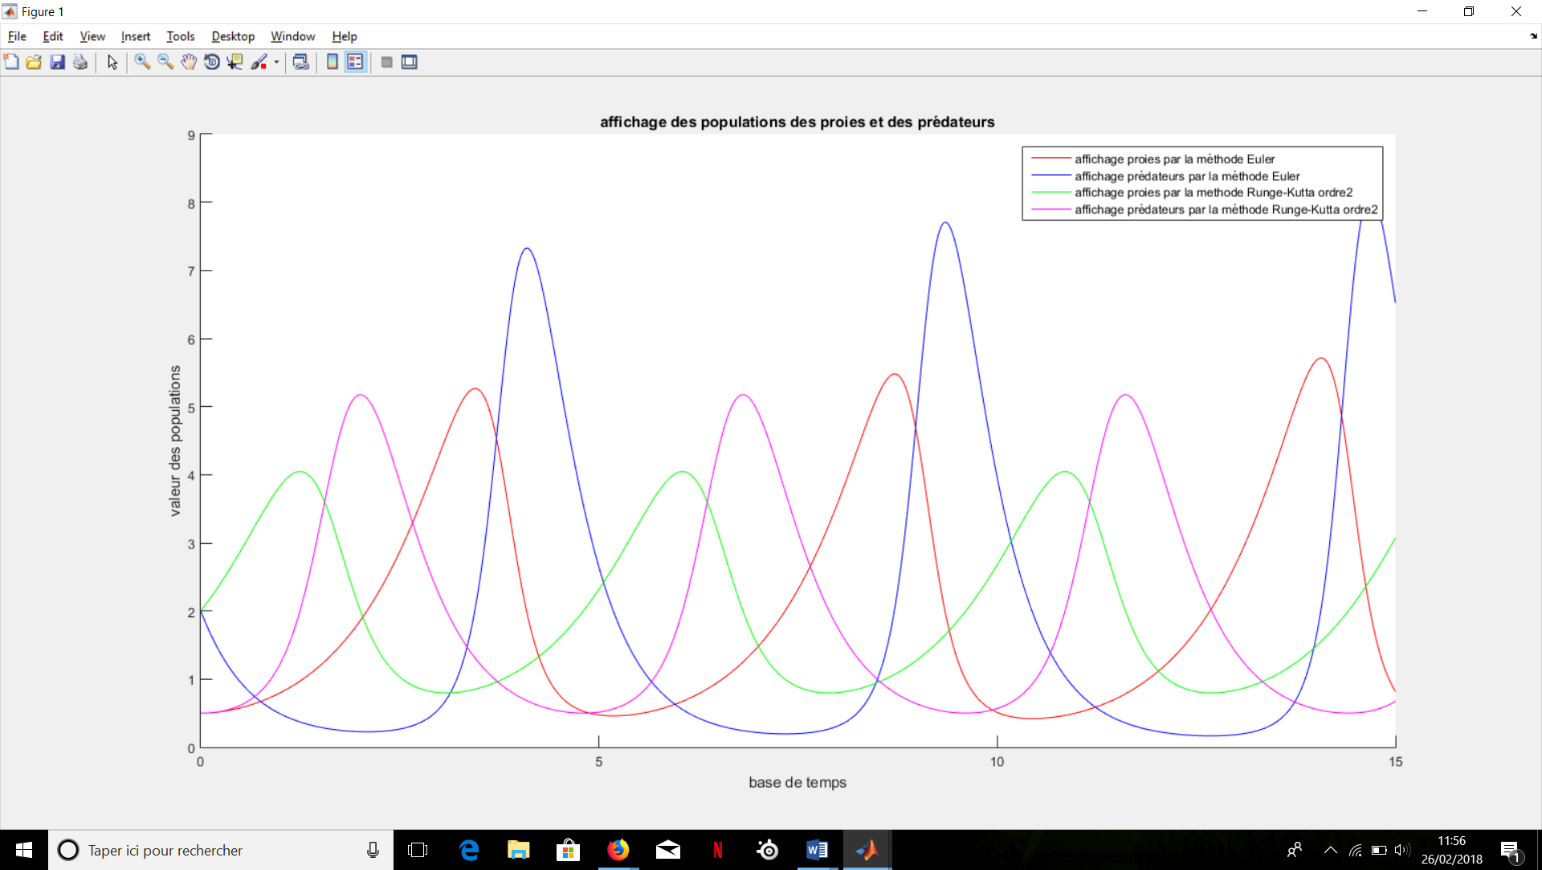 Figure 1
File Edit View Insert Tools Desktop Window Help
affichage des populations des proies et des prédateurs
affichage proies par la méthode Euler
affichage prédateurs par la méthode Euler
affichage proies par la methode Runge-Kutta ordre2
affichage prédateurs par la méthode Runge-Kutta ordre2
valeur des populations
9
8
7
6
5
4
3
2
1
0
0 5 10 15
base de temps
Taper ici pour rechercher
11:56
26/02/2018
1